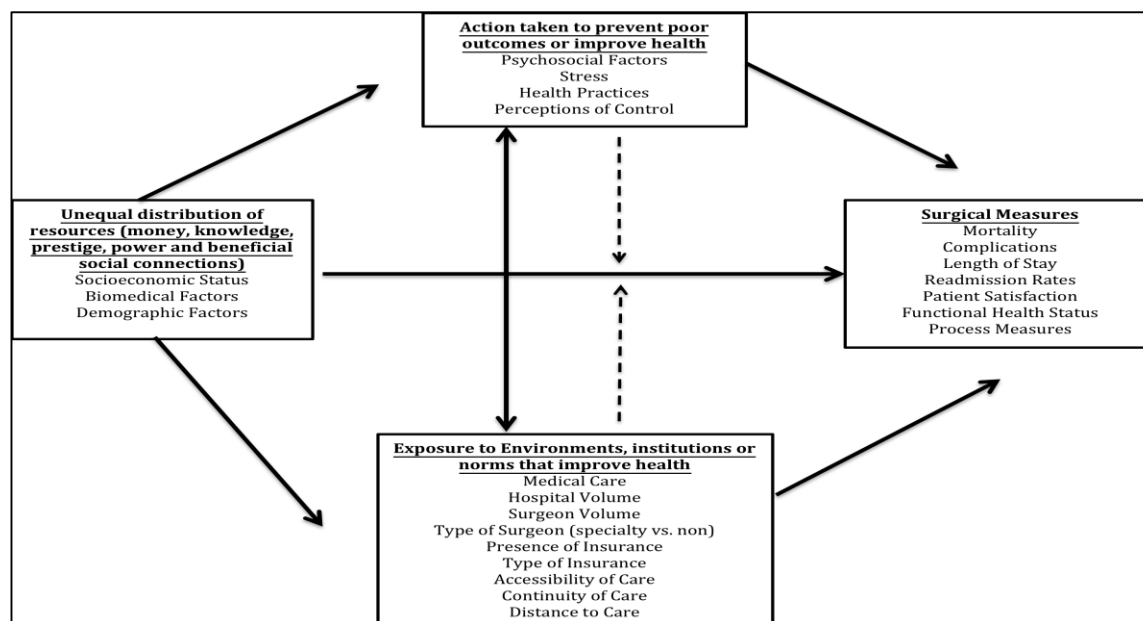 Action taken to prevent poor
outcomes or improve health
Psychosocial Factors
Stress
Health Practices
Perceptions of Control
Unequal distribution of
resources (money, knowledge,
prestige, power and beneficial
social connections)
Socioeconomic Status
Biomedical Factors
Demographic Factors
Surgical Measures
Mortality
Complications
Length of Stay
Readmission Rates
Patient Satisfaction
Functional Health Status
Process Measures
Exposure to Environments, institutions or
norms that improve health
Medical Care
Hospital Volume
Surgeon Volume
Type of Surgeon (specialty vs. non)
Presence of Insurance
Type of Insurance
Accessibility of Care
Continuity of Care
Distance to Care